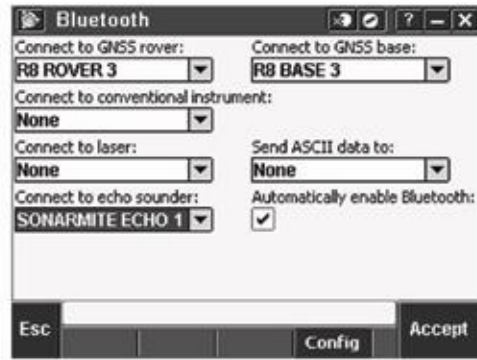 Bluetooth ? – X
Connect to GNSS rover: Connect to GNSS base:
R8 ROVER 3 R8 BASE 3
Connect to conventional instrument:
None
Connect to laser: Send ASCII data to:
None None
Connect to echo sounder: Automatically enable Bluetooth:
SONARMITE ECHO 1
Esc Config Accept